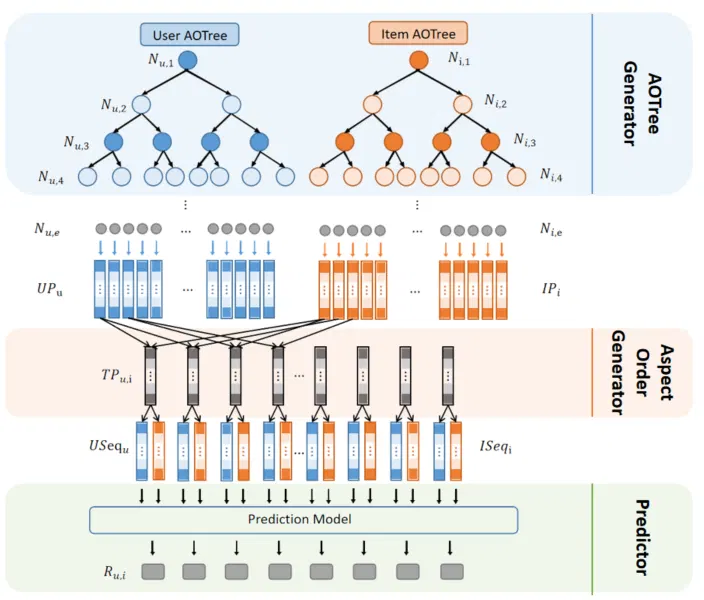 User AOTree
Item AOTree
N_{u,1}
N_{i,1}
N_{u,2}
N_{i,2}
N_{u,3}
N_{i,3}
N_{u,4}
N_{i,4}
AOTree
Generator
⋮
⋮
N_{u,e}
...
...
N_{i,e}
UP_u
...
...
IP_i
TP_{u,i}
...
Aspect
Order
Generator
USeq_u
...
ISeq_i
Prediction Model
R_{u,i}
Predictor